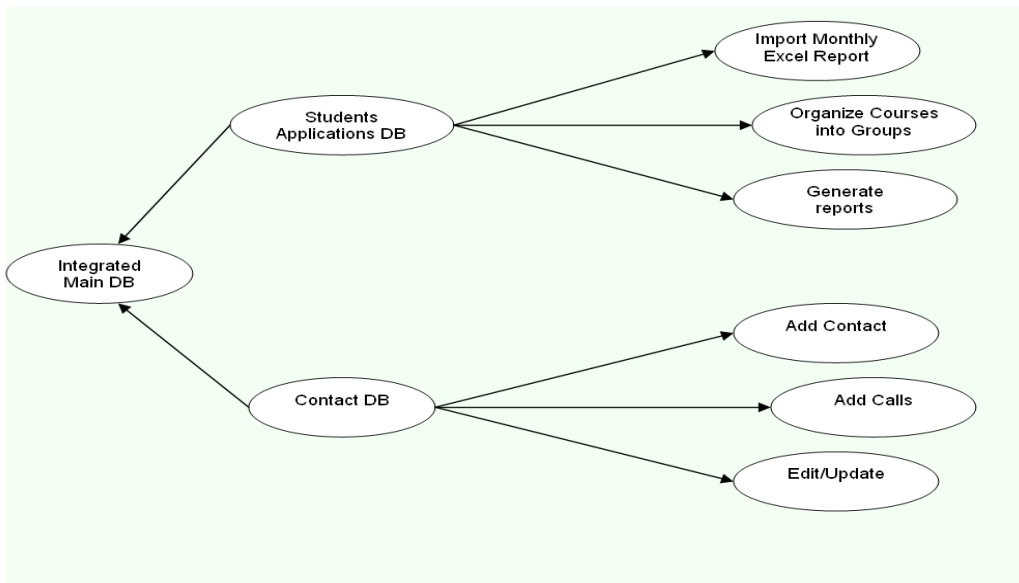 Import Monthly
Excel Report
Students
Applications DB
Organize Courses
into Groups
Generate
reports
Integrated
Main DB
Add Contact
Contact DB
Add Calls
Edit/Update